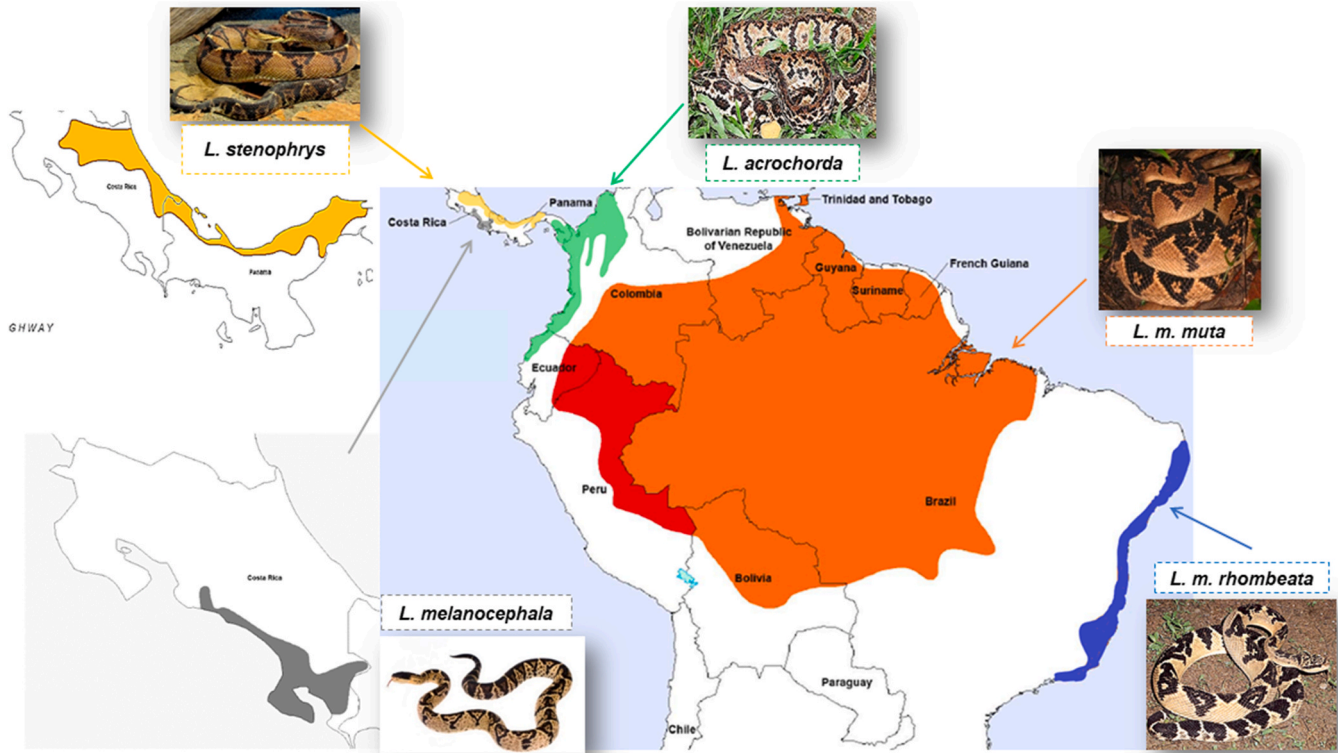 L. stenophrys
L. acrochorda
L. m. muta
Costa Rica
Panama
GHWAY
Costa Rica
Panama
Trinidad and Tobago
Bolivarian Republic
of Venezuela
Guyana
French Guiana
Suriname
Colombia
Ecuador
Peru
Brazil
Bolivia
Costa Rica
L. m. rhombeata
L. melanocephala
Paraguay
Chile